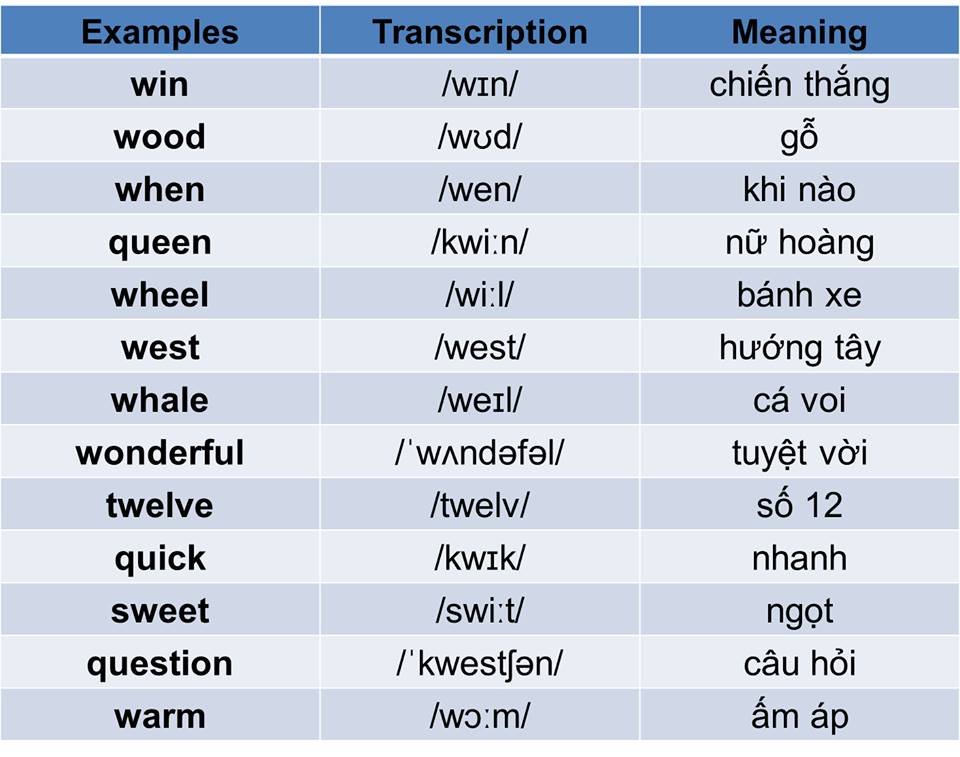 Examples Transcription Meaning
win /wɪn/ chiến thắng
wood /wʊd/ gỗ
when /wen/ khi nào
queen /kwiːn/ nữ hoàng
wheel /wiːl/ bánh xe
west /west/ hướng tây
whale /weɪl/ cá voi
wonderful /ˈwʌndəfəl/ tuyệt vời
twelve /twelv/ số 12
quick /kwɪk/ nhanh
sweet /swiːt/ ngọt
question /ˈkwestʃən/ câu hỏi
warm /wɔːm/ ấm áp